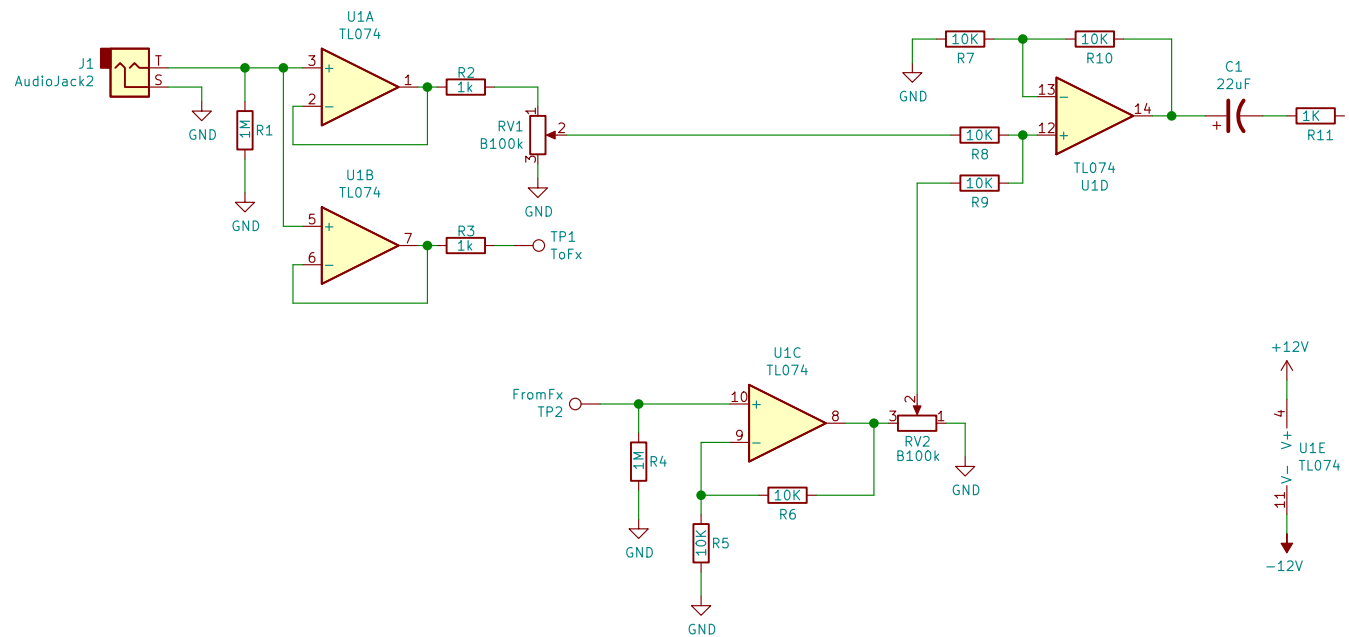 U1A
TL074
J1
AudioJack2
T
S
GND
1M
R1
GND
3
+
2
−
1
R2
1k
RV1
B100k
1
2
3
GND
U1B
TL074
5
+
6
−
7
R3
1k
TP1
ToFx
10K
R7
GND
10K
R10
13
−
12
+
14
TL074
U1D
10K
R8
10K
R9
C1
22uF
+
1K
R11
U1C
TL074
FromFx
TP2
10
+
9
−
8
1M
R4
GND
10K
R6
10K
R5
GND
2
3
1
RV2
B100k
GND
+12V
4
V+
U1E
TL074
V-
11
-12V